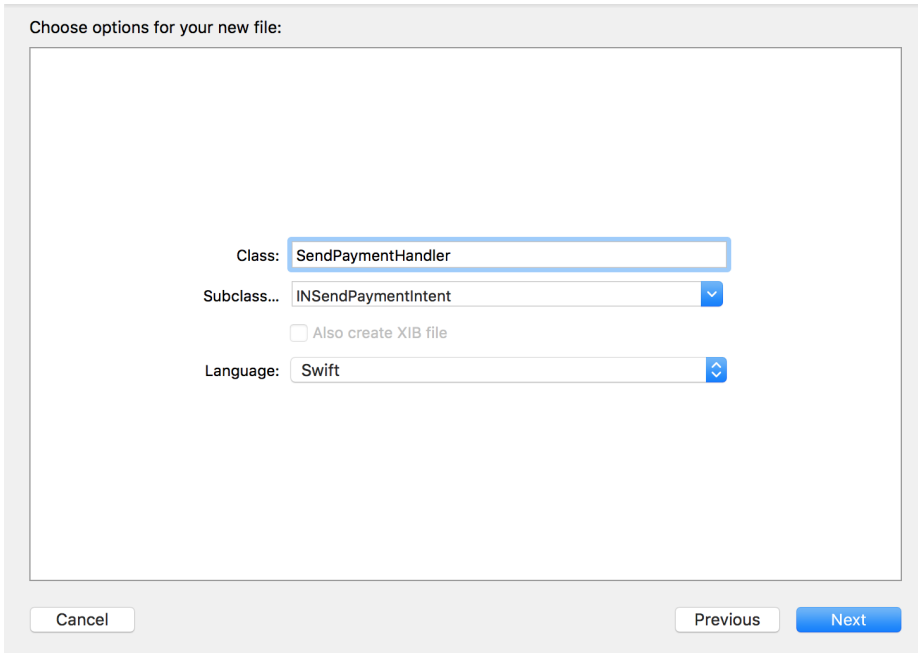 Choose options for your new file:
Class: SendPaymentHandler
Subclass... INSendPaymentIntent
Also create XIB file
Language: Swift
Cancel Previous Next